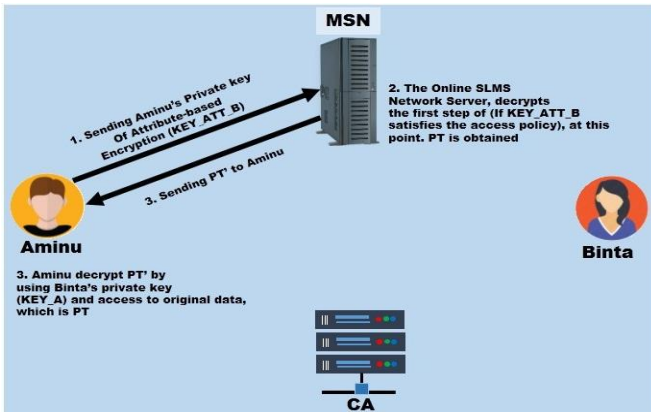 MSN
1. Sending Aminu's Private key
Of Attribute-based
Encryption (KEY_ATT_B)
2. The Online SLMS
Network Server, decrypts
the first step of (If KEY_ATT_B
satisfies the access policy), at this
point. PT is obtained
3. Sending PT' to Aminu
Aminu
Binta
3. Aminu decrypt PT' by
using Binta's private key
(KEY_A) and access to original data,
which is PT
CA